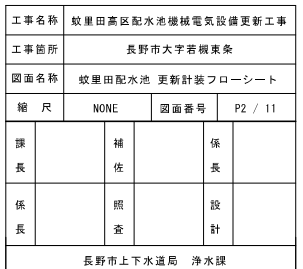 工事名称 蚊里田高区配水池機械電気設備更新工事
工事箇所 長野市大字若槻東条
図面名称 蚊里田配水池 更新計装フローシート
縮 尺 NONE 図面番号 P2 / 11
課長 補佐 係長
係長 照査 設計
長野市上下水道局 浄水課